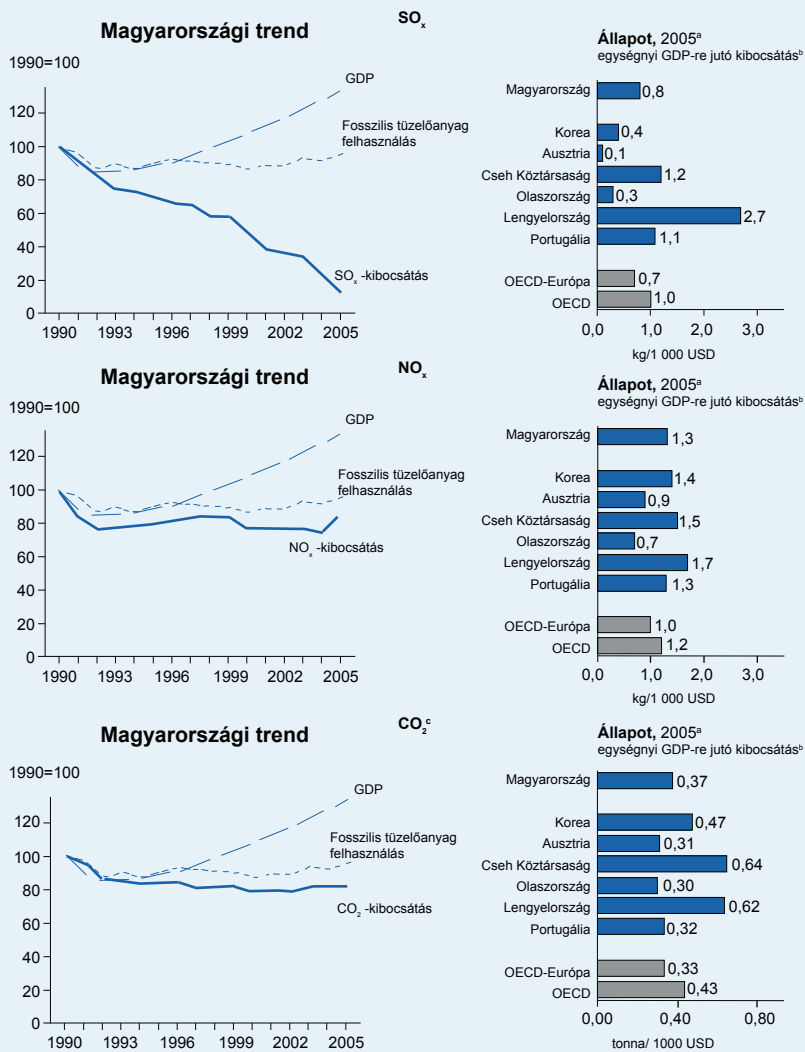 SOₓ
Magyarországi trend
1990=100
GDP
Fosszilis tüzelőanyag
felhasználás
SOₓ -kibocsátás
120
100
80
60
40
20
0
1990 1993 1996 1999 2002 2005
Állapot, 2005ᵃ
egységnyi GDP-re jutó kibocsátásᵇ
Magyarország 0,8
Korea 0,4
Ausztria 0,1
Cseh Köztársaság 1,2
Olaszország 0,3
Lengyelország 2,7
Portugália 1,1
OECD-Európa 0,7
OECD 1,0
0,0 1,0 2,0 3,0
kg/1 000 USD
NOₓ
Magyarországi trend
1990=100
GDP
Fosszilis tüzelőanyag
felhasználás
NOₓ -kibocsátás
120
100
80
60
40
20
0
1990 1993 1996 1999 2002 2005
Állapot, 2005ᵃ
egységnyi GDP-re jutó kibocsátásᵇ
Magyarország 1,3
Korea 1,4
Ausztria 0,9
Cseh Köztársaság 1,5
Olaszország 0,7
Lengyelország 1,7
Portugália 1,3
OECD-Európa 1,0
OECD 1,2
0,0 1,0 2,0 3,0
kg/1 000 USD
CO₂ᶜ
Magyarországi trend
1990=100
GDP
Fosszilis tüzelőanyag
felhasználás
CO₂ -kibocsátás
120
100
80
60
40
20
0
1990 1993 1996 1999 2002 2005
Állapot, 2005ᵃ
egységnyi GDP-re jutó kibocsátásᵇ
Magyarország 0,37
Korea 0,47
Ausztria 0,31
Cseh Köztársaság 0,64
Olaszország 0,30
Lengyelország 0,62
Portugália 0,32
OECD-Európa 0,33
OECD 0,43
0,00 0,40 0,80
tonna/ 1000 USD